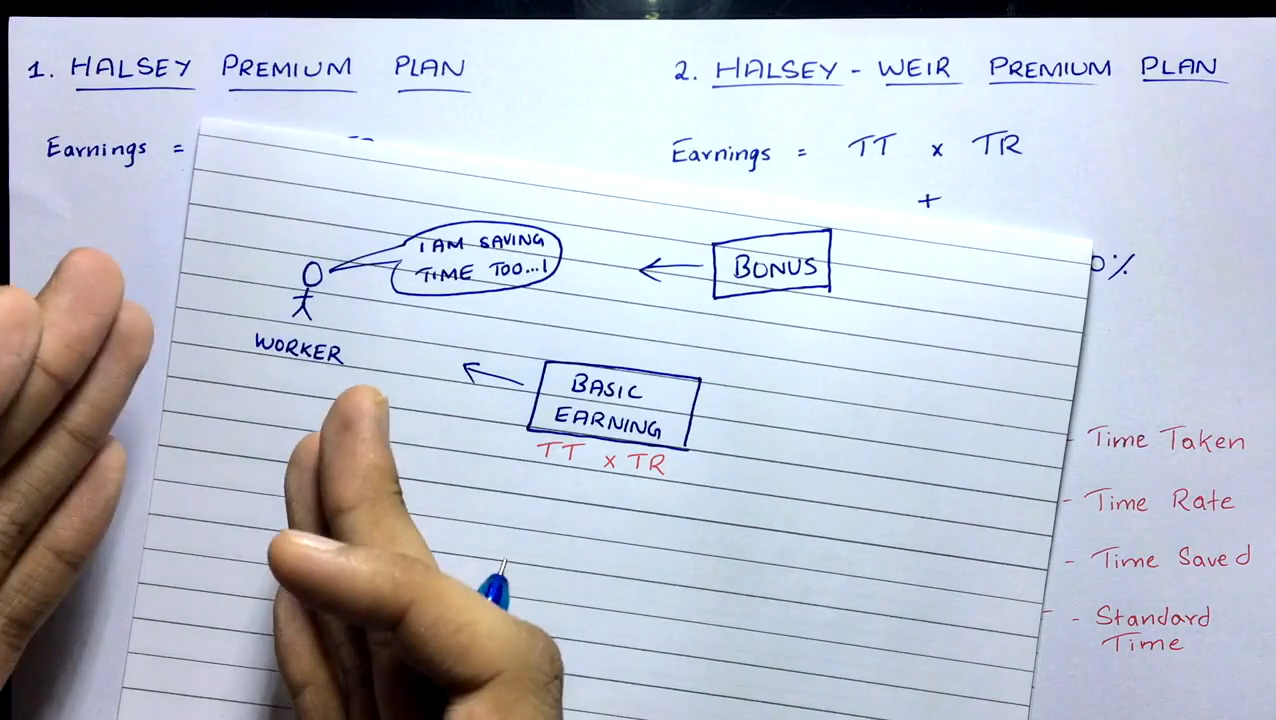 1. HALSEY PREMIUM PLAN
Earnings =
2. HALSEY - WEIR PREMIUM PLAN
Earnings = TT x TR
+
0%
I AM SAVING
TIME TOO...!
WORKER
BONUS
BASIC
EARNING
TT x TR
- Time Taken
- Time Rate
- Time Saved
- Standard
Time